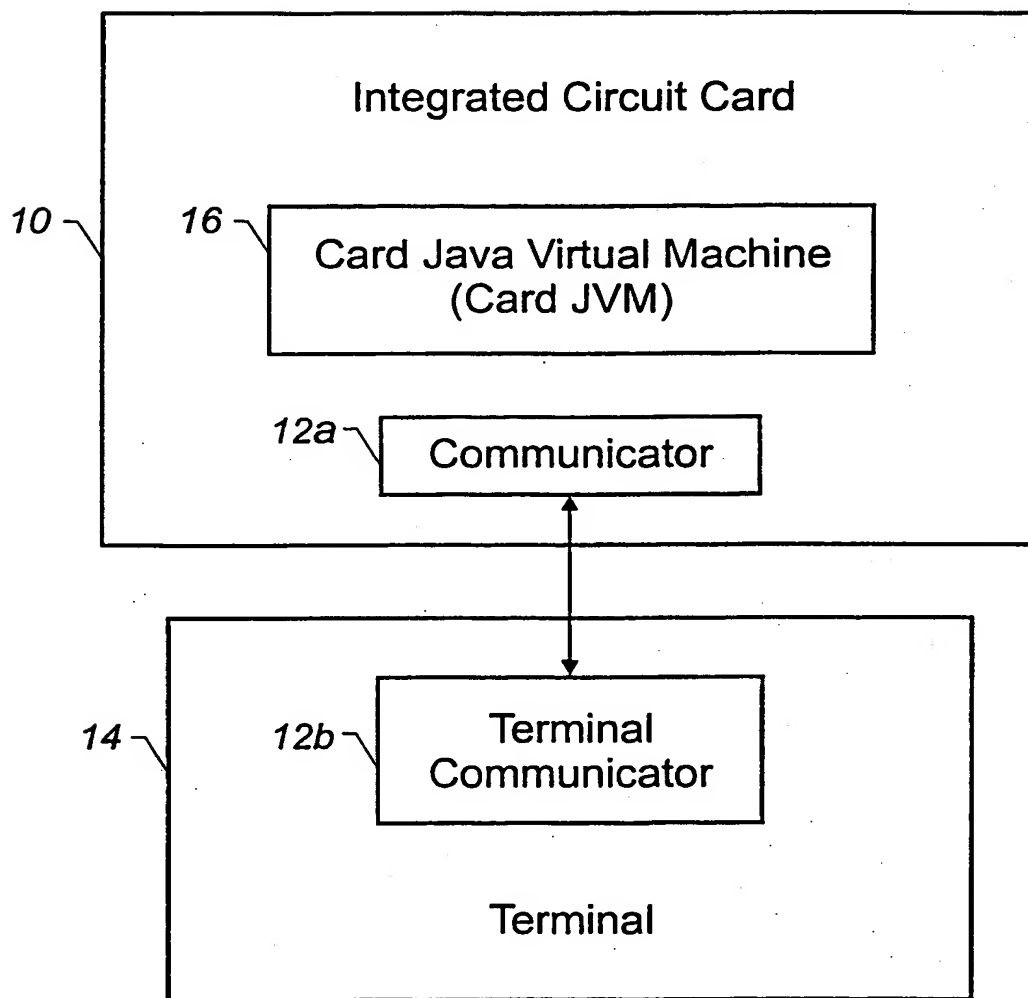 Integrated Circuit Card
10
16
Card Java Virtual Machine
(Card JVM)
12a
Communicator
14
12b
Terminal
Communicator
Terminal